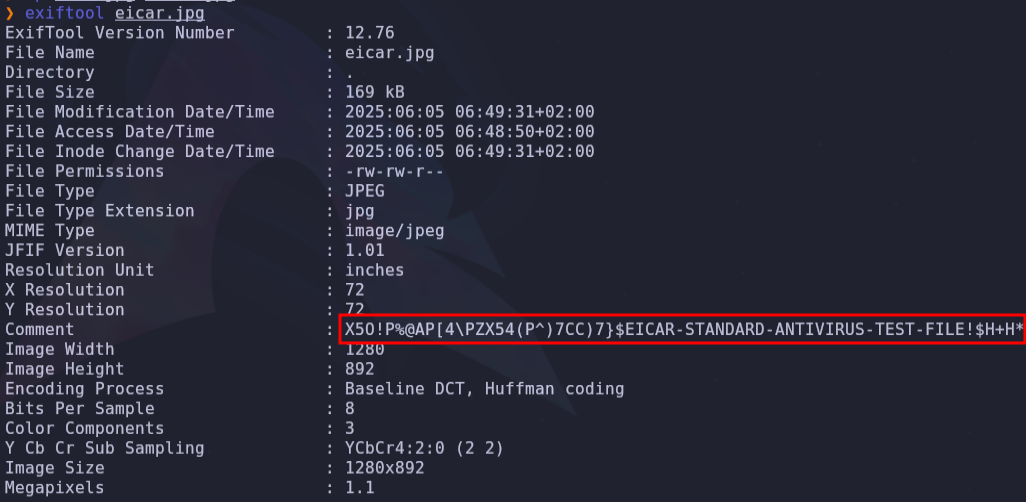 ❯ exiftool eicar.jpg
ExifTool Version Number : 12.76
File Name : eicar.jpg
Directory : .
File Size : 169 kB
File Modification Date/Time : 2025:06:05 06:49:31+02:00
File Access Date/Time : 2025:06:05 06:48:50+02:00
File Inode Change Date/Time : 2025:06:05 06:49:31+02:00
File Permissions : -rw-rw-r--
File Type : JPEG
File Type Extension : jpg
MIME Type : image/jpeg
JFIF Version : 1.01
Resolution Unit : inches
X Resolution : 72
Y Resolution : 72
Comment : X5O!P%@AP[4\PZX54(P^)7CC)7}$EICAR-STANDARD-ANTIVIRUS-TEST-FILE!$H+H*
Image Width : 1280
Image Height : 892
Encoding Process : Baseline DCT, Huffman coding
Bits Per Sample : 8
Color Components : 3
Y Cb Cr Sub Sampling : YCbCr4:2:0 (2 2)
Image Size : 1280x892
Megapixels : 1.1